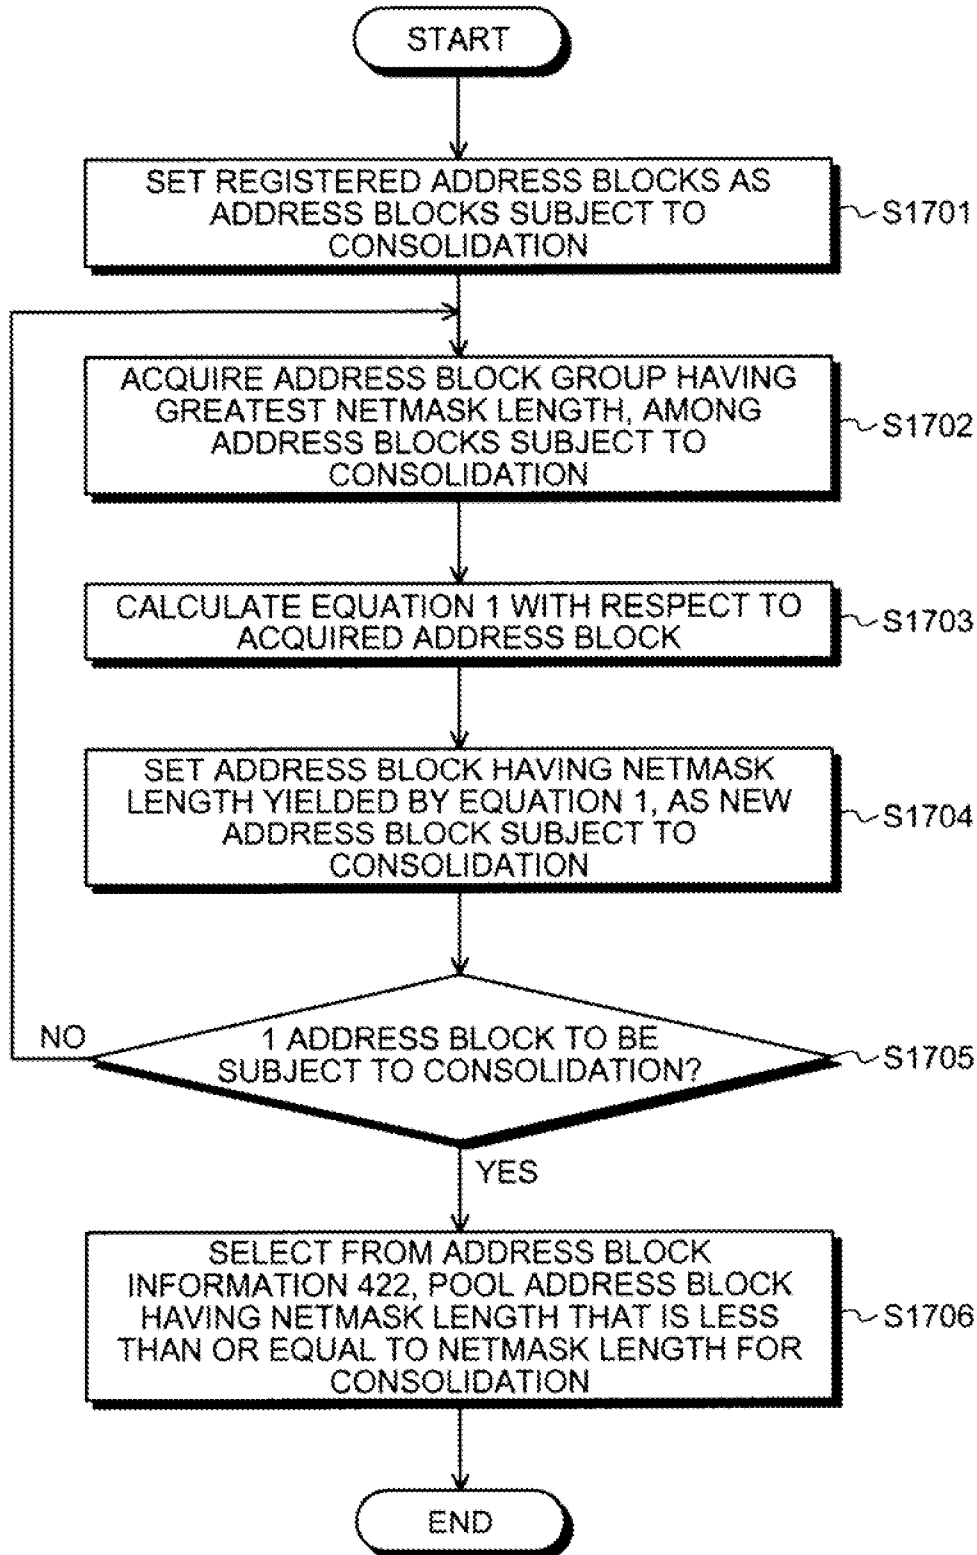 START
SET REGISTERED ADDRESS BLOCKS AS
ADDRESS BLOCKS SUBJECT TO
CONSOLIDATION
S1701
ACQUIRE ADDRESS BLOCK GROUP HAVING
GREATEST NETMASK LENGTH, AMONG
ADDRESS BLOCKS SUBJECT TO
CONSOLIDATION
S1702
CALCULATE EQUATION 1 WITH RESPECT TO
ACQUIRED ADDRESS BLOCK
S1703
SET ADDRESS BLOCK HAVING NETMASK
LENGTH YIELDED BY EQUATION 1, AS NEW
ADDRESS BLOCK SUBJECT TO
CONSOLIDATION
S1704
NO
1 ADDRESS BLOCK TO BE
SUBJECT TO CONSOLIDATION?
S1705
YES
SELECT FROM ADDRESS BLOCK
INFORMATION 422, POOL ADDRESS BLOCK
HAVING NETMASK LENGTH THAT IS LESS
THAN OR EQUAL TO NETMASK LENGTH FOR
CONSOLIDATION
S1706
END